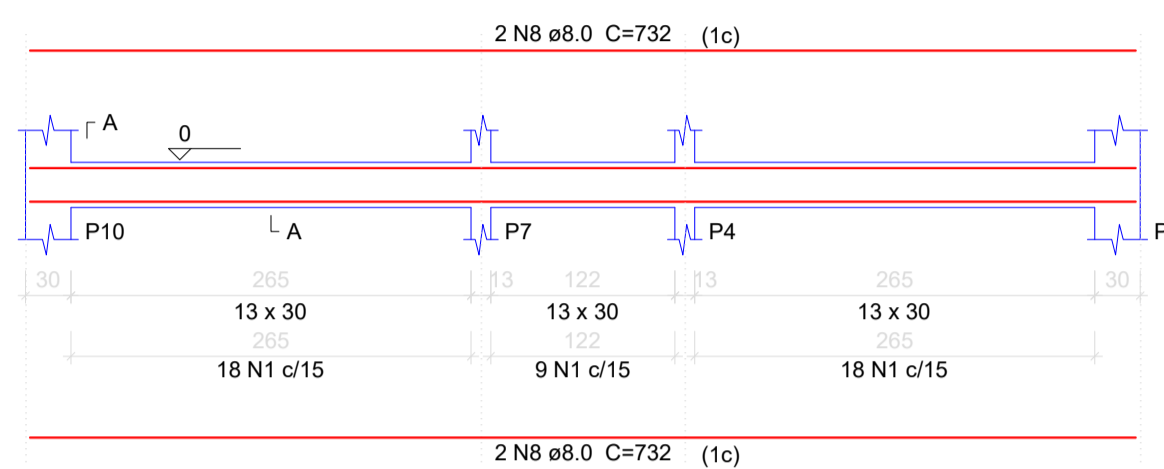 2 N8 ø8.0 C=732 (1c)
A
0
P10 A P7 P4 P
30 265 13 122 13 265 30
13 x 30 13 x 30 13 x 30
265 122 265
18 N1 c/15 9 N1 c/15 18 N1 c/15
2 N8 ø8.0 C=732 (1c)